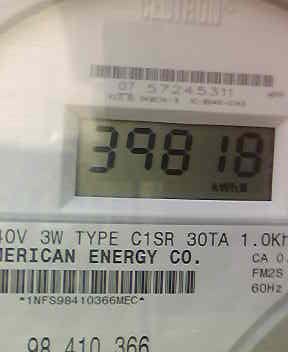 07 57245311
39818
kWh
40V 3W TYPE C1SR 30TA 1.0Kh
MERICAN ENERGY CO.
CA 0.
FM2S
60Hz
*1NFS98410366MEC*
98 410 366